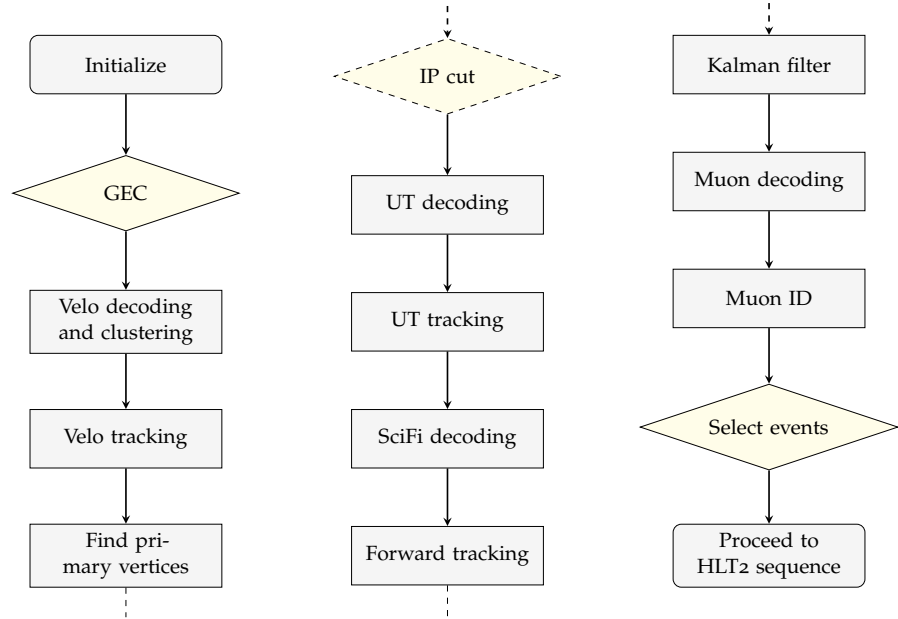 Initialize
GEC
Velo decoding
and clustering
Velo tracking
Find pri-
mary vertices
IP cut
UT decoding
UT tracking
SciFi decoding
Forward tracking
Kalman filter
Muon decoding
Muon ID
Select events
Proceed to
HLT2 sequence